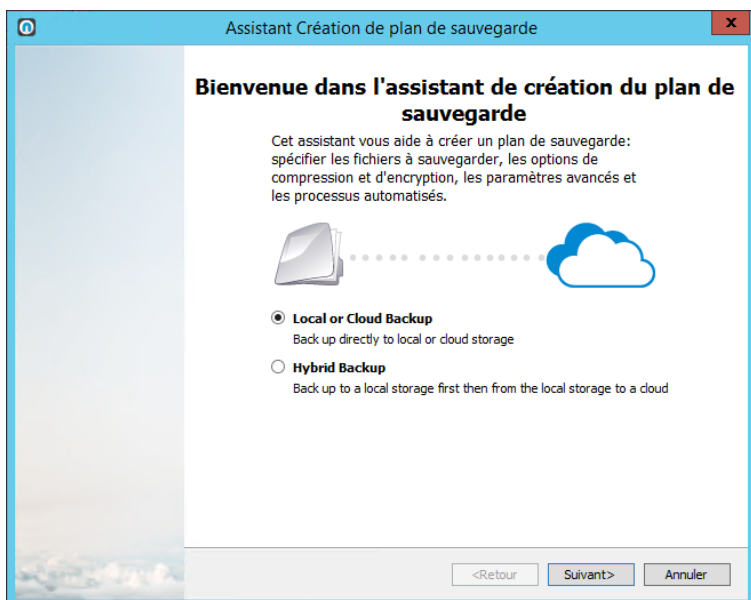 Assistant Création de plan de sauvegarde
x
Bienvenue dans l'assistant de création du plan de
sauvegarde
Cet assistant vous aide à créer un plan de sauvegarde:
spécifier les fichiers à sauvegarder, les options de
compression et d'encryption, les paramètres avancés et
les processus automatisés.
Local or Cloud Backup
Back up directly to local or cloud storage
Hybrid Backup
Back up to a local storage first then from the local storage to a cloud
<Retour Suivant> Annuler